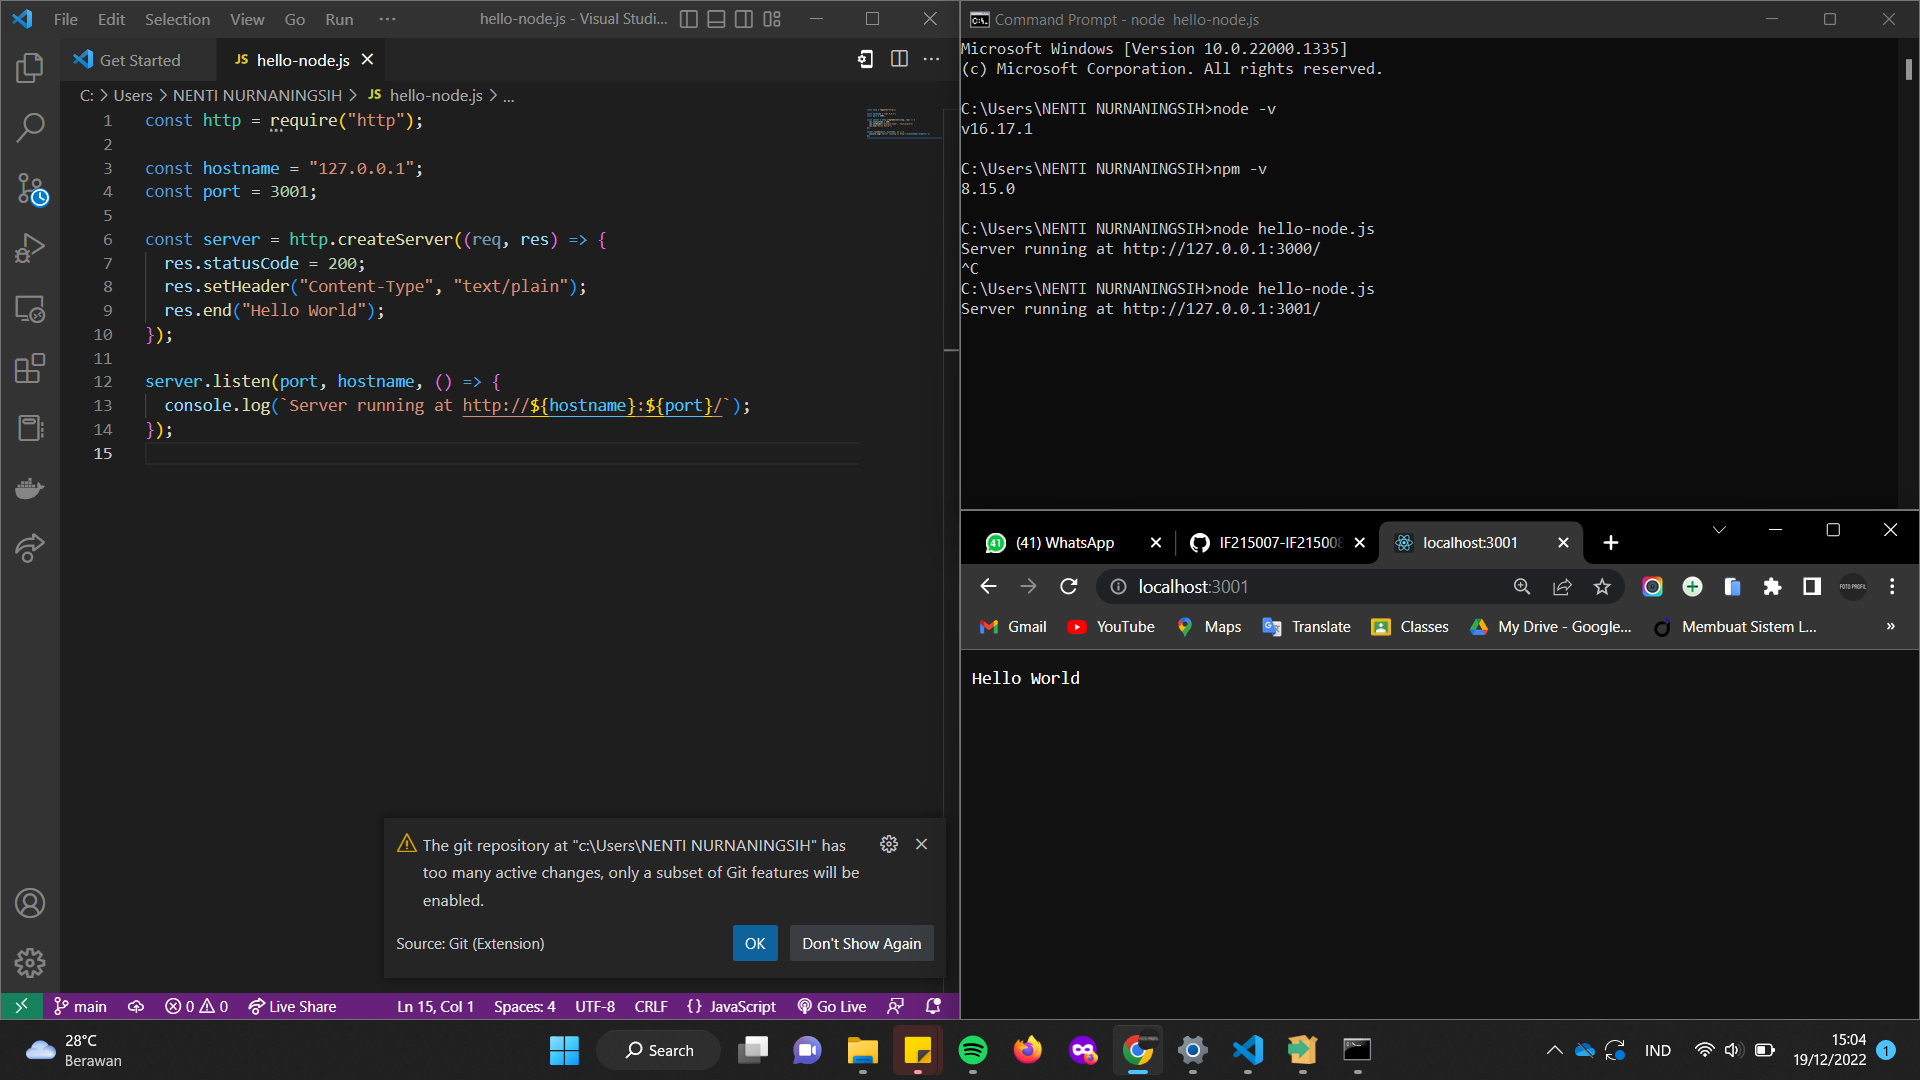 File Edit Selection View Go Run ··· hello-node.js - Visual Studi...
Get Started
JS hello-node.js
C: > Users > NENTI NURNANINGSIH > JS hello-node.js > ...
1 const http = require("http");
2
3 const hostname = "127.0.0.1";
4 const port = 3001;
5
6 const server = http.createServer((req, res) => {
7 res.statusCode = 200;
8 res.setHeader("Content-Type", "text/plain");
9 res.end("Hello World");
10 });
11
12 server.listen(port, hostname, () => {
13 console.log(`Server running at http://${hostname}:${port}/`);
14 });
15
The git repository at "c:\Users\NENTI NURNANINGSIH" has
too many active changes, only a subset of Git features will be
enabled.
Source: Git (Extension)
OK
Don't Show Again
main 0 0 Live Share Ln 15, Col 1 Spaces: 4 UTF-8 CRLF {} JavaScript Go Live
Command Prompt - node hello-node.js
Microsoft Windows [Version 10.0.22000.1335]
(c) Microsoft Corporation. All rights reserved.
C:\Users\NENTI NURNANINGSIH>node -v
v16.17.1
C:\Users\NENTI NURNANINGSIH>npm -v
8.15.0
C:\Users\NENTI NURNANINGSIH>node hello-node.js
Server running at http://127.0.0.1:3000/
^C
C:\Users\NENTI NURNANINGSIH>node hello-node.js
Server running at http://127.0.0.1:3001/
(41) WhatsApp
IF215007-IF215008
localhost:3001
localhost:3001
FOTO PROFIL
Gmail YouTube Maps Translate Classes My Drive - Google... Membuat Sistem L... »
Hello World
28°C
Berawan
Search
IND
15:04
19/12/2022
1